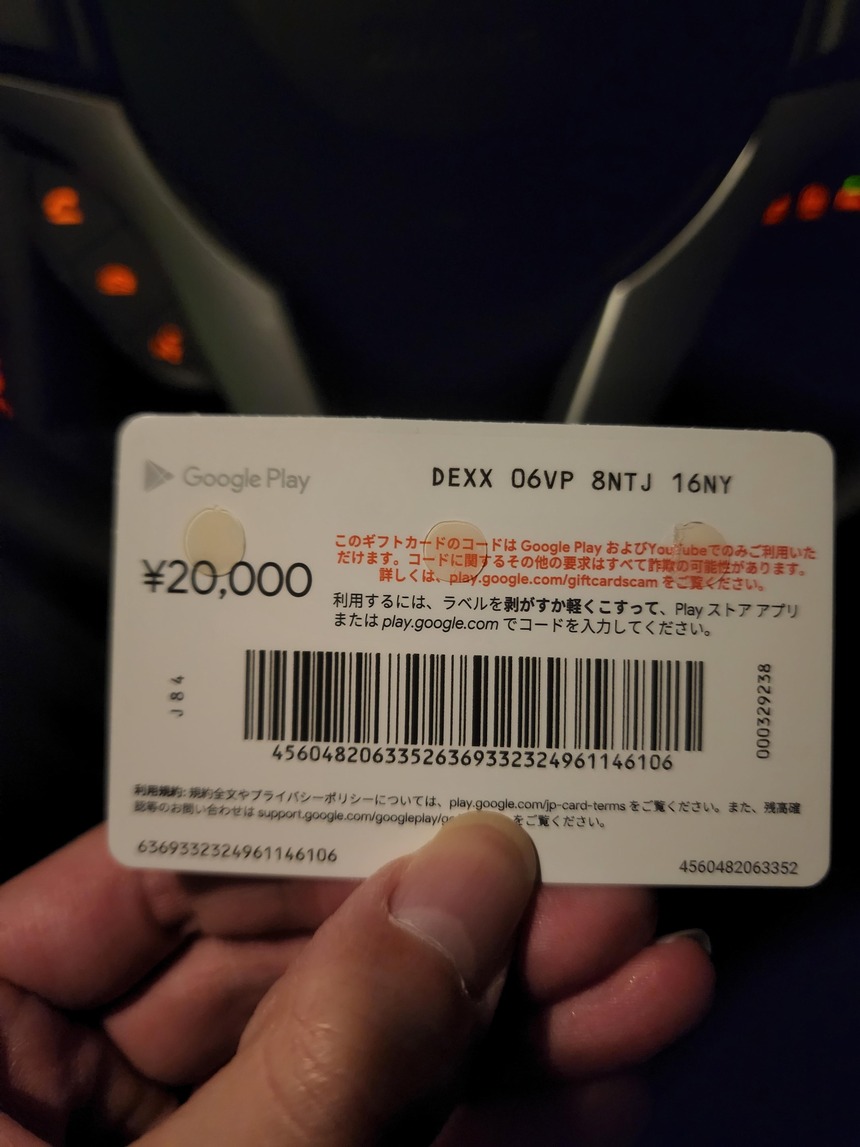 Google Play
DEXX 06VP 8NTJ 16NY
¥20,000
このギフトカードのコードは Google Play およびYouTubeでのみご利用いた
だけます。コードに関するその他の要求はすべて詐欺の可能性があります。
詳しくは、play.google.com/giftcardscam をご覧ください。
利用するには、ラベルを剥がすか軽くこすって、Play ストア アプリ
または play.google.com でコードを入力してください。
J84
45604820633526369332324961146106
000329238
利用規約: 規約全文やプライバシーポリシーについては、play.google.com/jp-card-terms をご覧ください。また、残高確
認等のお問い合わせは support.google.com/googleplay/ をご覧ください。
6369332324961146106
4560482063352